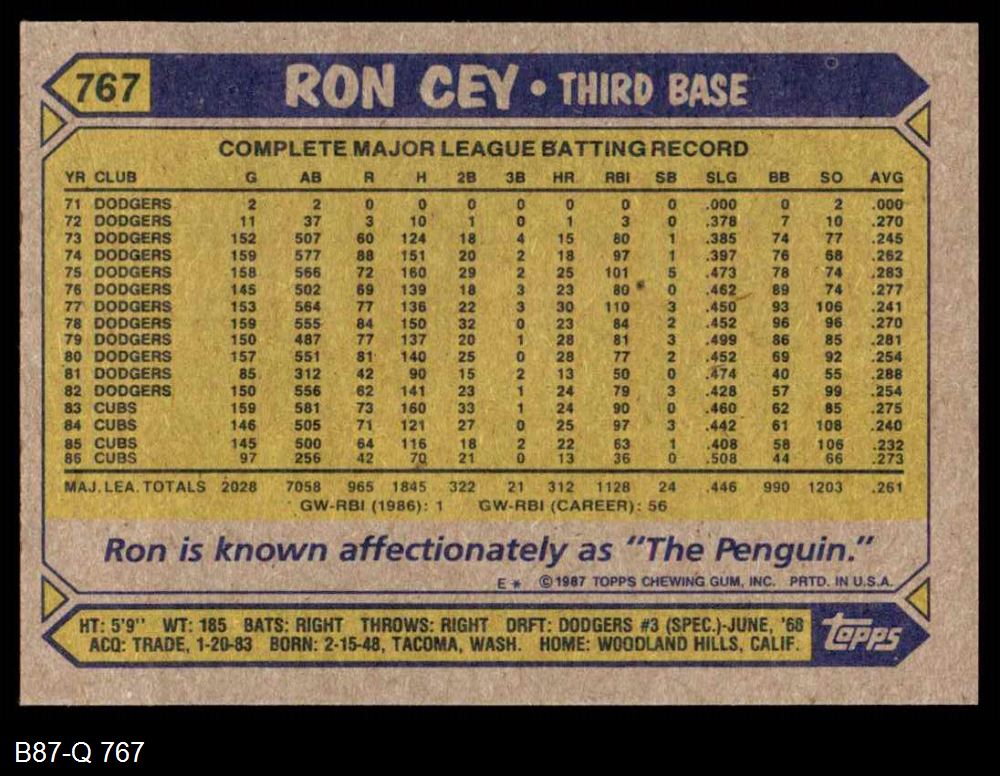 767 RON CEY • THIRD BASE
COMPLETE MAJOR LEAGUE BATTING RECORD
YR CLUB G AB R H 2B 3B HR RBI SB SLG BB SO AVG
71 DODGERS 2 2 0 0 0 0 0 0 0 .000 0 2 .000
72 DODGERS 11 37 3 10 1 0 1 3 0 .378 7 10 .270
73 DODGERS 152 507 60 124 18 4 15 80 1 .385 74 77 .245
74 DODGERS 159 577 88 151 20 2 18 97 1 .397 76 68 .262
75 DODGERS 158 566 72 160 29 2 25 101 5 .473 78 74 .283
76 DODGERS 145 502 69 139 18 3 23 80 0 .462 89 74 .277
77 DODGERS 153 564 77 136 22 3 30 110 3 .450 93 106 .241
78 DODGERS 159 555 84 150 32 0 23 84 2 .452 96 96 .270
79 DODGERS 150 487 77 137 20 1 28 81 3 .499 86 85 .281
80 DODGERS 157 551 81 140 25 0 28 77 2 .452 69 92 .254
81 DODGERS 85 312 42 90 15 2 13 50 0 .474 40 55 .288
82 DODGERS 150 556 62 141 23 1 24 79 3 .428 57 99 .254
83 CUBS 159 581 73 160 33 1 24 90 0 .460 62 85 .275
84 CUBS 146 505 71 121 27 0 25 97 3 .442 61 108 .240
85 CUBS 145 500 64 116 18 2 22 63 1 .408 58 106 .232
86 CUBS 97 256 42 70 21 0 13 36 0 .508 44 66 .273
MAJ. LEA. TOTALS 2028 7058 965 1845 322 21 312 1128 24 .446 990 1203 .261
GW-RBI (1986): 1 GW-RBI (CAREER): 56
Ron is known affectionately as "The Penguin."
E* ©1987 TOPPS CHEWING GUM, INC. PRTD. IN U.S.A.
HT: 5'9" WT: 185 BATS: RIGHT THROWS: RIGHT DRFT: DODGERS #3 (SPEC.)-JUNE, '68
ACQ: TRADE, 1-20-83 BORN: 2-15-48, TACOMA, WASH. HOME: WOODLAND HILLS, CALIF.
topps
B87-Q 767